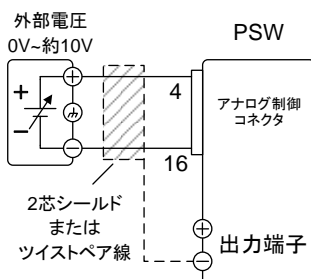 外部電圧
0V~約10V
PSW
4
アナログ制御
コネクタ
16
2芯シールド
または
ツイストペア線
出力端子